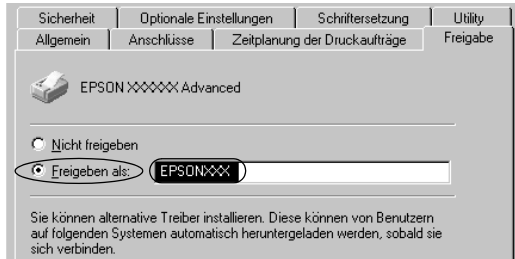 Sicherheit Optionale Einstellungen Schriftersetzung Utility
Allgemein Anschlüsse Zeitplanung der Druckaufträge Freigabe
EPSON XXXXXX Advanced
Nicht freigeben
Freigeben als: EPSONXXX
Sie können alternative Treiber installieren. Diese können von Benutzern
auf folgenden Systemen automatisch heruntergeladen werden, sobald sie
sich verbinden.